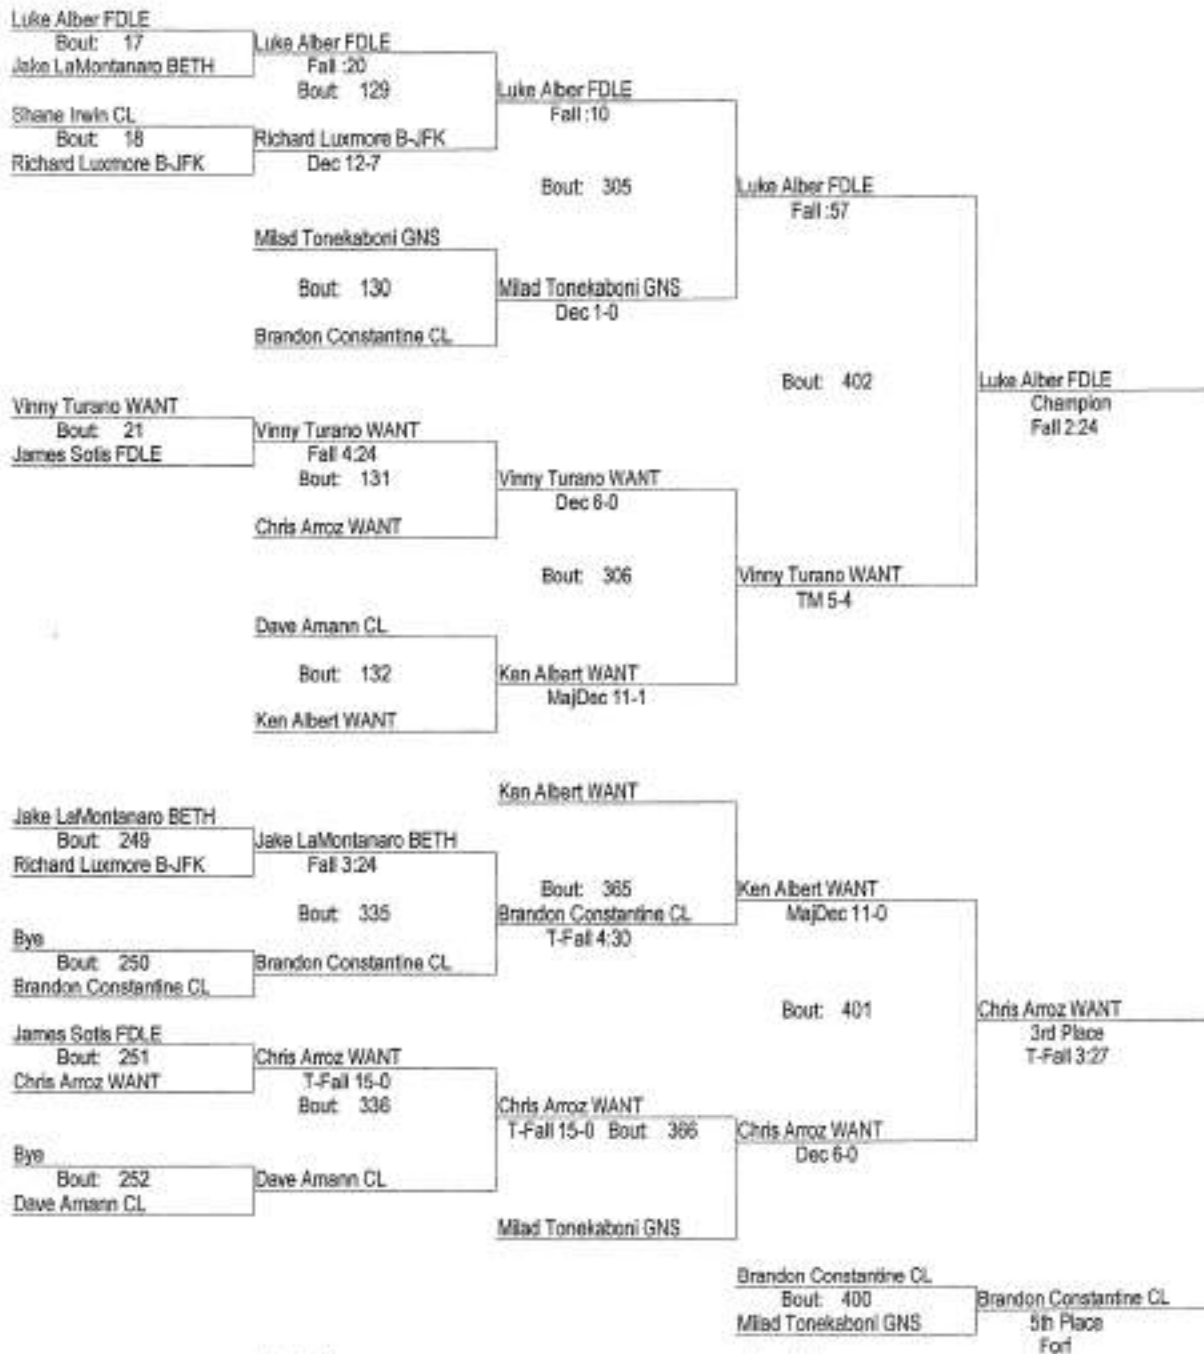 Luke Alber FDLE
Bout: 17
Luke Alber FDLE
Jake LaMontanaro BETH
Fall :20
Bout: 129
Luke Alber FDLE
Fall :10
Shane Irwin CL
Bout: 18
Richard Luxmore B-JFK
Richard Luxmore B-JFK
Dec 12-7
Bout: 305
Luke Alber FDLE
Fall :57
Milad Tonekaboni GNS
Bout: 130
Milad Tonekaboni GNS
Dec 1-0
Brandon Constantine CL
Bout: 402
Luke Alber FDLE
Champion
Fall 2:24
Vinny Turano WANT
Bout: 21
Vinny Turano WANT
James Sotis FDLE
Fall 4:24
Bout: 131
Vinny Turano WANT
Dec 6-0
Chris Arroz WANT
Bout: 306
Vinny Turano WANT
TM 5-4
Dave Amann CL
Bout: 132
Ken Albert WANT
MajDec 11-1
Ken Albert WANT
Ken Albert WANT
Jake LaMontanaro BETH
Bout: 249
Jake LaMontanaro BETH
Richard Luxmore B-JFK
Fall 3:24
Bout: 365
Ken Albert WANT
MajDec 11-0
Bout: 335
Brandon Constantine CL
T-Fall 4:30
Bye
Bout: 250
Brandon Constantine CL
Brandon Constantine CL
Bout: 401
Chris Arroz WANT
3rd Place
T-Fall 3:27
James Sotis FDLE
Bout: 251
Chris Arroz WANT
Chris Arroz WANT
T-Fall 15-0
Bout: 336
Chris Arroz WANT
T-Fall 15-0 Bout: 366
Chris Arroz WANT
Dec 6-0
Bye
Bout: 252
Dave Amann CL
Dave Amann CL
Milad Tonekaboni GNS
Brandon Constantine CL
Bout: 400
Brandon Constantine CL
Milad Tonekaboni GNS
5th Place
Forf